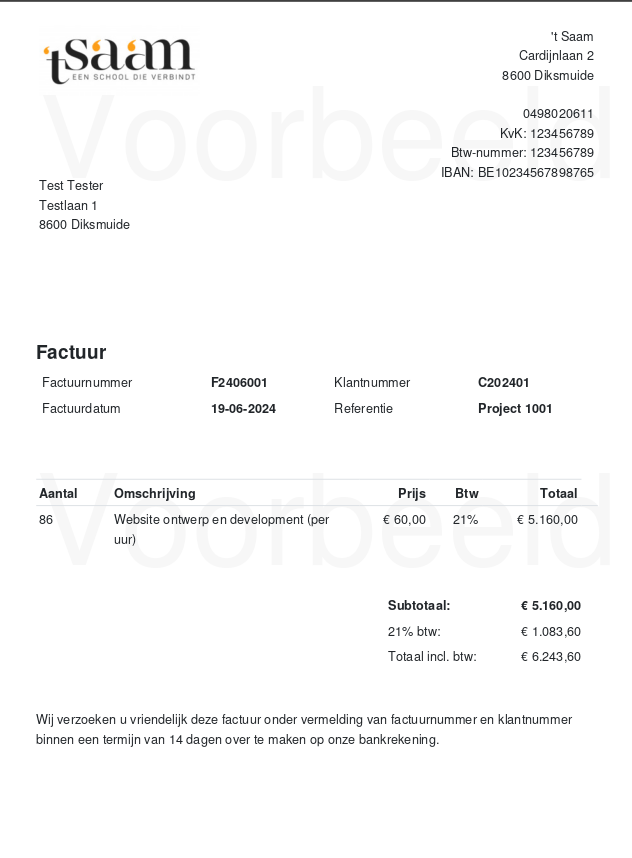 'tsaam
EEN SCHOOL DIE VERBINDT
't Saam
Cardijnlaan 2
8600 Diksmuide
Voorbeeld
0498020611
KvK: 123456789
Btw-nummer: 123456789
IBAN: BE10234567898765
Test Tester
Testlaan 1
8600 Diksmuide
Factuur
Factuurnummer F2406001 Klantnummer C202401
Factuurdatum 19-06-2024 Referentie Project 1001
Voorbeeld
Aantal Omschrijving Prijs Btw Totaal
86 Website ontwerp en development (per € 60,00 21% € 5.160,00
uur)
Subtotaal: € 5.160,00
21% btw: € 1.083,60
Totaal incl. btw: € 6.243,60
Wij verzoeken u vriendelijk deze factuur onder vermelding van factuurnummer en klantnummer
binnen een termijn van 14 dagen over te maken op onze bankrekening.